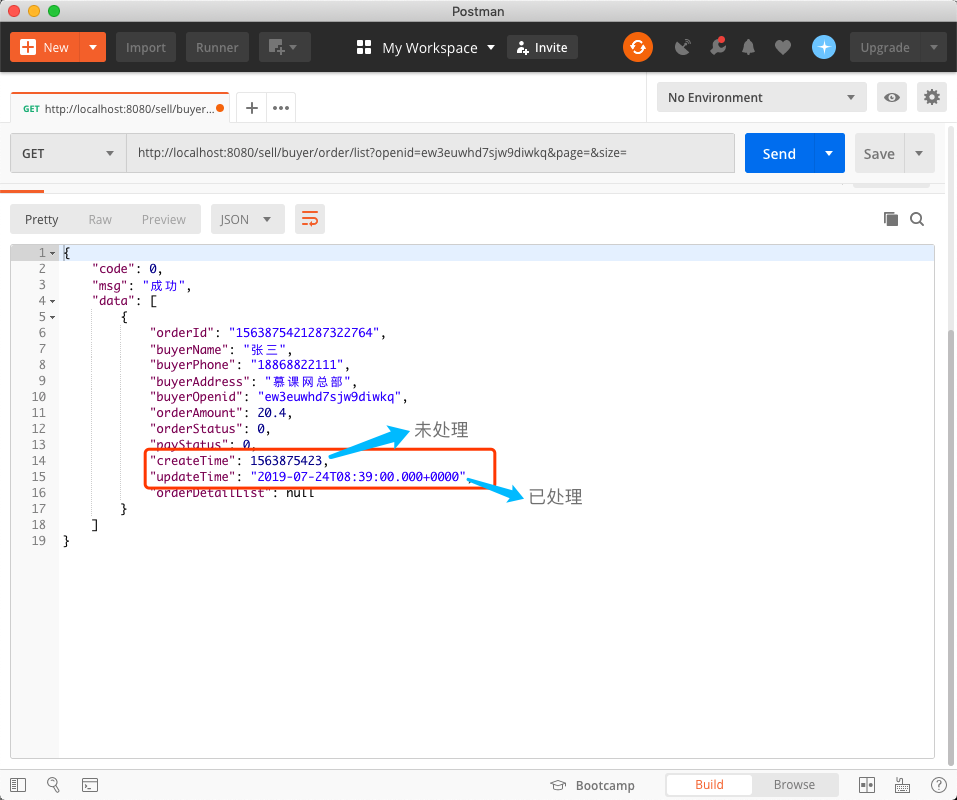 Postman
New
Import
Runner
My Workspace
Invite
Upgrade
GET http://localhost:8080/sell/buyer...
No Environment
GET
http://localhost:8080/sell/buyer/order/list?openid=ew3euwhd7sjw9diwkq&page=&size=
Send
Save
Pretty
Raw
Preview
JSON
1 {
2 "code": 0,
3 "msg": "成功",
4 "data": [
5 {
6 "orderId": "1563875421287322764",
7 "buyerName": "张三",
8 "buyerPhone": "18868822111",
9 "buyerAddress": "慕课网总部",
10 "buyerOpenid": "ew3euwhd7sjw9diwkq",
11 "orderAmount": 20.4,
12 "orderStatus": 0,
未处理
13 "payStatus": 0,
14 "createTime": 1563875423,
15 "updateTime": "2019-07-24T08:39:00.000+0000",
已处理
16 "orderDetailList": null
17 }
18 ]
19 }
Bootcamp
Build
Browse